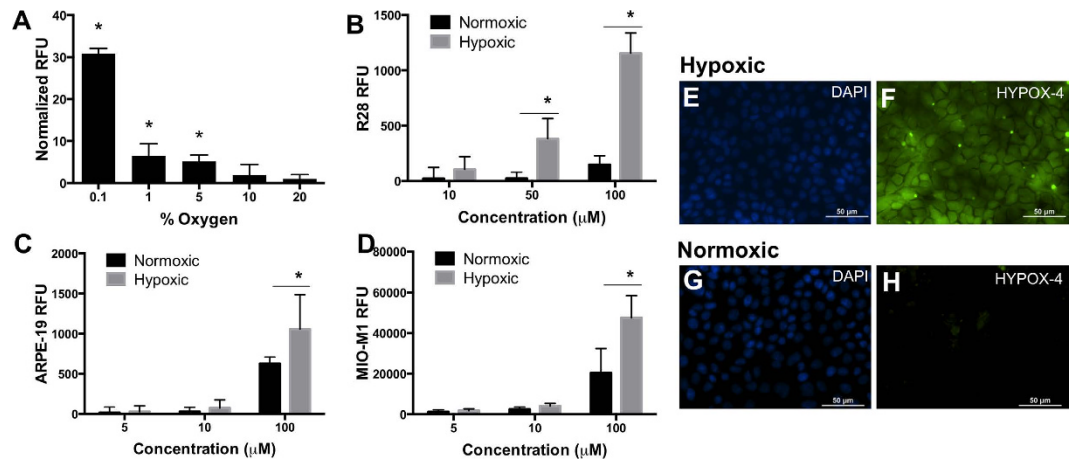 A
Normalized RFU
40
30
20
10
0
*
*
*
0.1 1 5 10 20
% Oxygen
B
Normoxic
Hypoxic
R28 RFU
1500
1000
500
0
*
*
10 50 100
Concentration (μM)
Hypoxic
E
DAPI
50 μm
F
HYPOX-4
50 μm
C
Normoxic
Hypoxic
ARPE-19 RFU
2000
1500
1000
500
0
*
5 10 100
Concentration (μM)
D
Normoxic
Hypoxic
MIO-M1 RFU
80000
60000
40000
20000
0
*
5 10 100
Concentration (μM)
Normoxic
G
DAPI
50 μm
H
HYPOX-4
50 μm